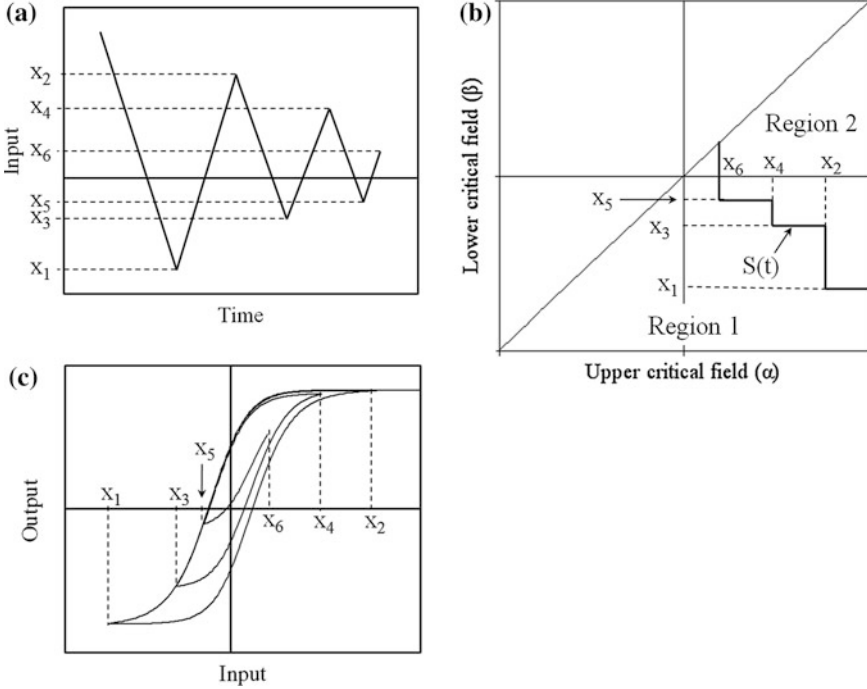 (a)
X2
X4
X6
X5
X3
X1
Input
Time
(b)
Region 2
X6 X4 X2
X5
X3
S(t)
X1
Region 1
Lower critical field (β)
Upper critical field (α)
(c)
X5
X1 X3
X6 X4 X2
Output
Input